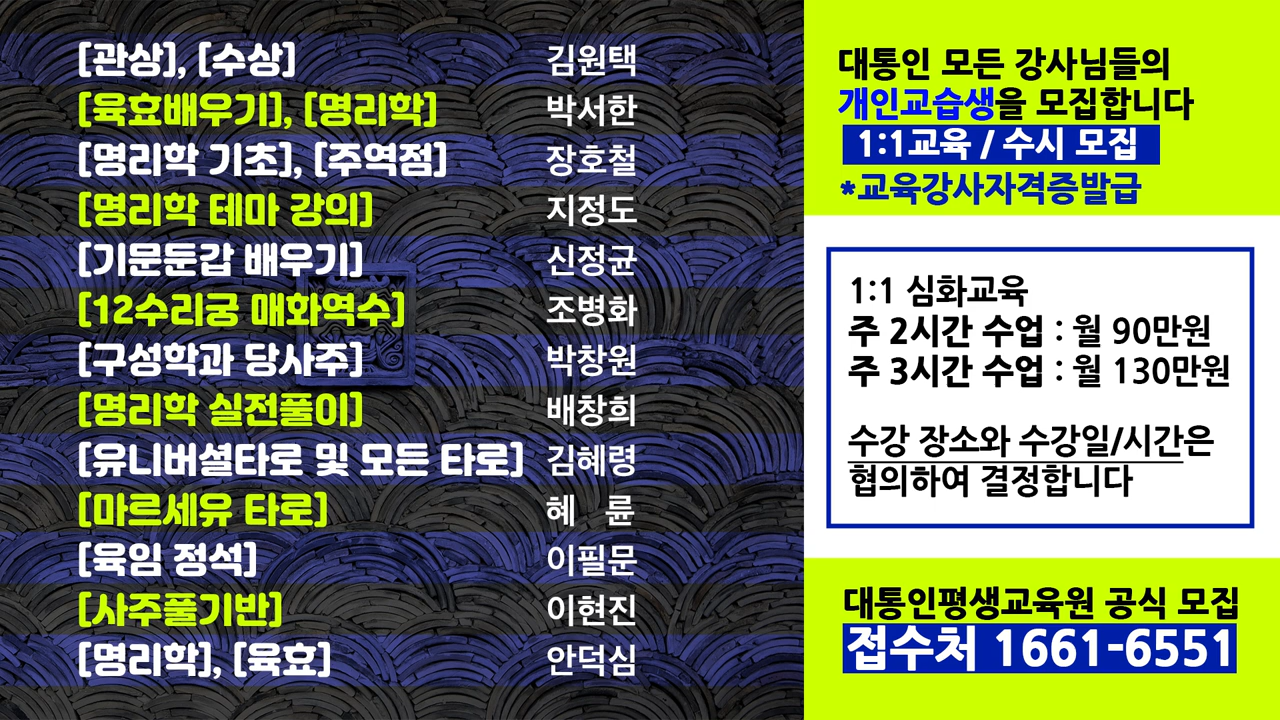 [관상], [수상] 김원택
[육효배우기], [명리학] 박서한
[명리학 기초], [주역점] 장호철
[명리학 테마 강의] 지정도
[기문둔갑 배우기] 신정균
[12수리궁 매화역수] 조병화
[구성학과 당사주] 박창원
[명리학 실전풀이] 배창희
[유니버셜타로 및 모든 타로] 김혜령
[마르세유 타로] 혜 륜
[육임 정석] 이필문
[사주풀기반] 이현진
[명리학], [육효] 안덕심
대통인 모든 강사님들의
개인교습생을 모집합니다
1:1교육 / 수시 모집
*교육강사자격증발급
1:1 심화교육
주 2시간 수업 : 월 90만원
주 3시간 수업 : 월 130만원
수강 장소와 수강일/시간은
협의하여 결정합니다
대통인평생교육원 공식 모집
접수처 1661-6551